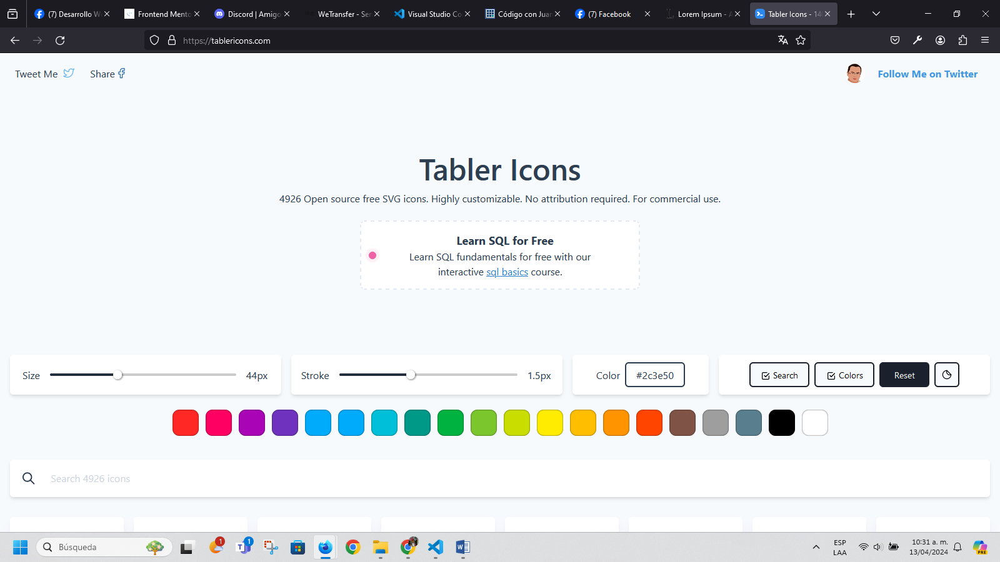 (7) Desarrollo W
Frontend Mento
Discord | Amigo
WeTransfer - Sen
Visual Studio Co
Código con Juan
(7) Facebook
Lorem Ipsum - A
Tabler Icons - 14
https://tablericons.com
Tweet Me
Share
Follow Me on Twitter
Tabler Icons
4926 Open source free SVG icons. Highly customizable. No attribution required. For commercial use.
Learn SQL for Free
Learn SQL fundamentals for free with our
interactive sql basics course.
Size
44px
Stroke
1.5px
Color
#2c3e50
Search
Colors
Reset
Search 4926 icons
Búsqueda
1
1
ESP
LAA
10:31 a. m.
13/04/2024
PRE